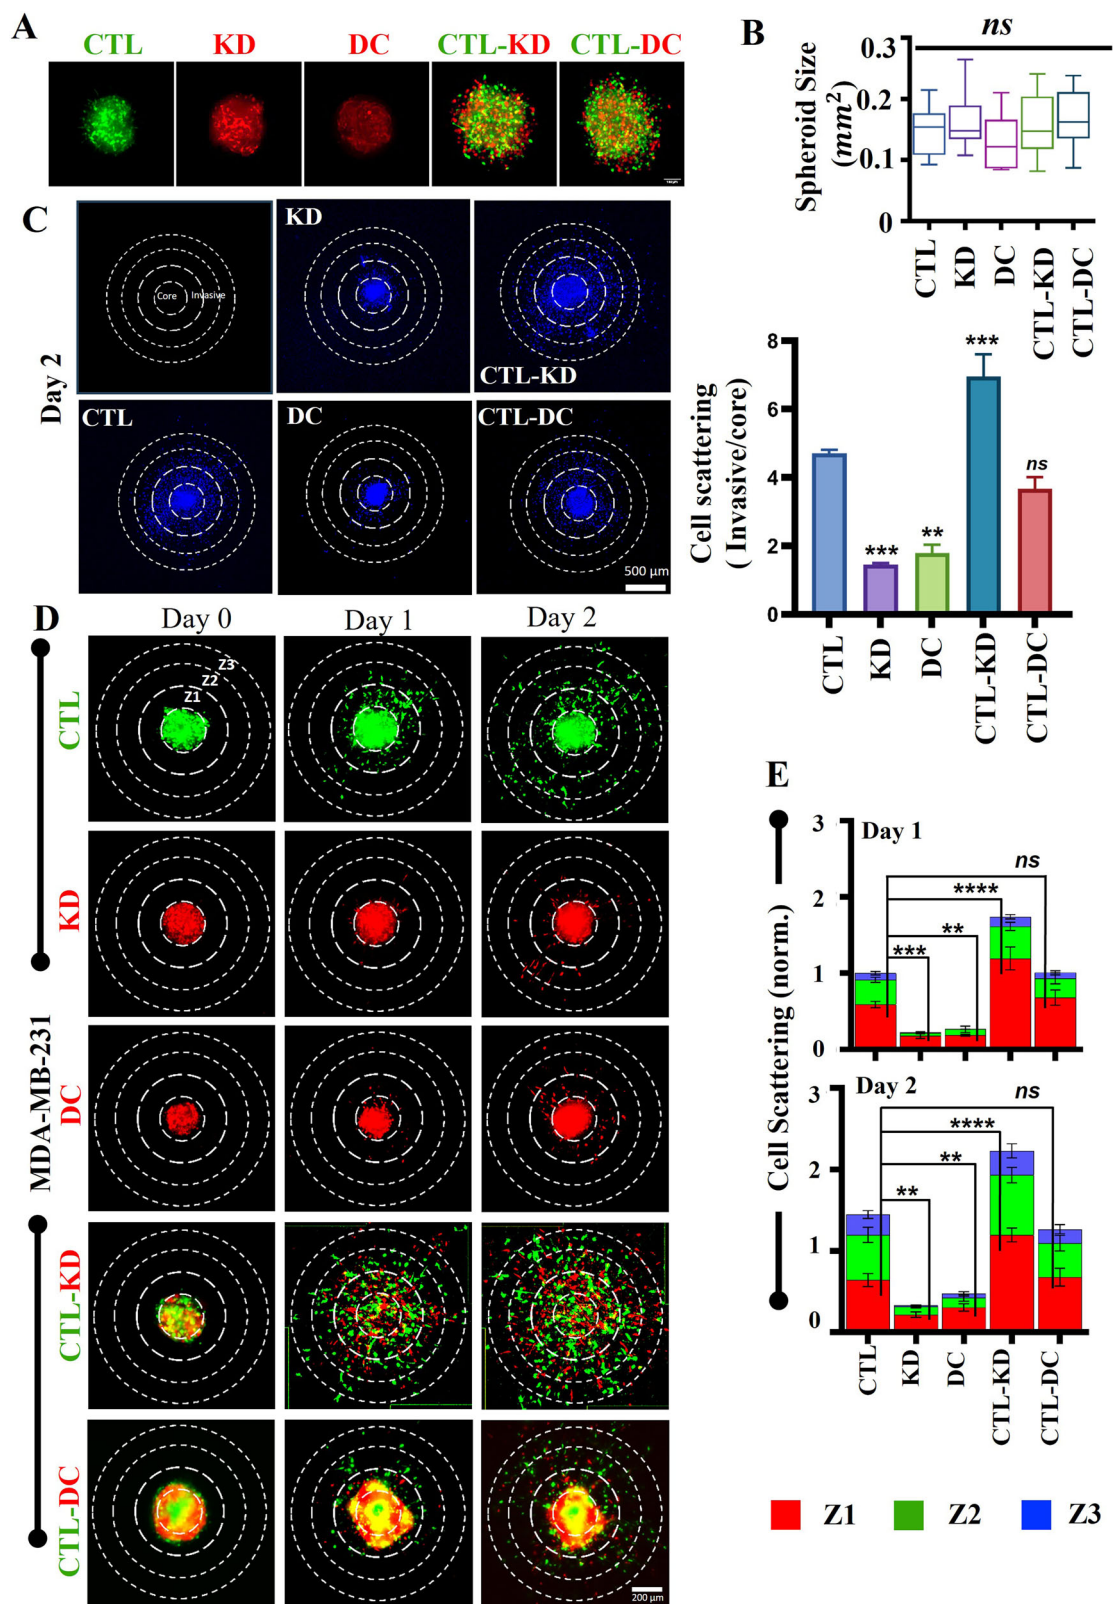 A
CTL KD DC CTL-KD CTL-DC
B
ns
Spheroid Size
(mm²)
0.3
0.2
0.1
0
CTL
KD
DC
CTL-KD
CTL-DC
C
Day 2
Core Invasive
KD
CTL-KD
CTL
DC
CTL-DC
500 µm
Cell scattering
( Invasive/core)
8
6
4
2
0
***
**
***
ns
CTL
KD
DC
CTL-KD
CTL-DC
D
Day 0 Day 1 Day 2
Z3
Z2
Z1
MDA-MB-231
CTL
KD
DC
CTL-KD
CTL-DC
200 µm
E
Cell Scattering (norm.)
Day 1
3
2
1
0
ns
****
**
***
Day 2
3
2
1
0
ns
****
**
**
CTL
KD
DC
CTL-KD
CTL-DC
Z1 Z2 Z3